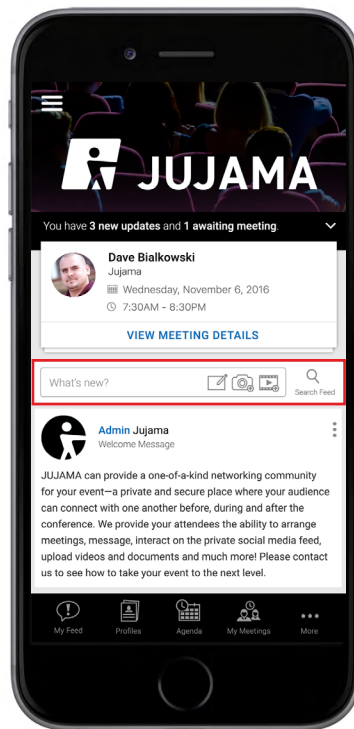 JUJAMA
You have 3 new updates and 1 awaiting meeting.
Dave Bialkowski
Jujama
Wednesday, November 6, 2016
7:30AM - 8:30PM
VIEW MEETING DETAILS
What's new?
Search Feed
Admin Jujama
Welcome Message
JUJAMA can provide a one-of-a-kind networking community
for your event—a private and secure place where your audience
can connect with one another before, during and after the
conference. We provide your attendees the ability to arrange
meetings, message, interact on the private social media feed,
upload videos and documents and much more! Please contact
us to see how to take your event to the next level.
My Feed
Profiles
Agenda
My Meetings
More